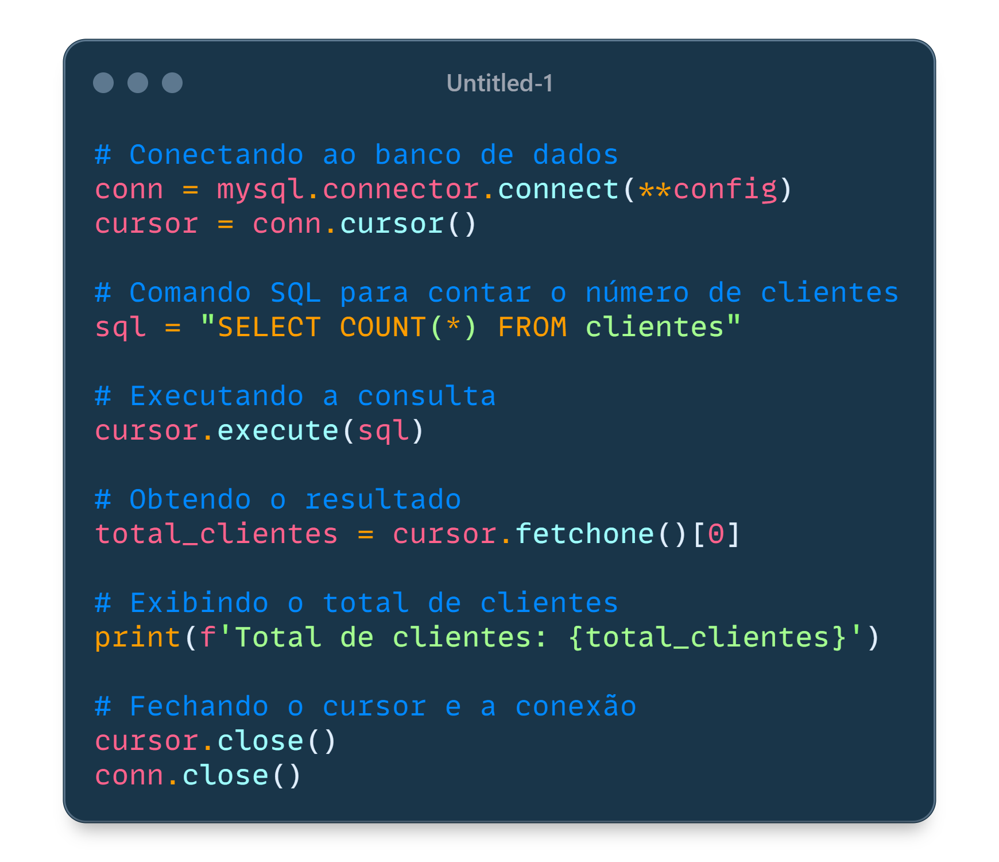 Untitled-1
# Conectando ao banco de dados
conn = mysql.connector.connect(**config)
cursor = conn.cursor()
# Comando SQL para contar o número de clientes
sql = "SELECT COUNT(*) FROM clientes"
# Executando a consulta
cursor.execute(sql)
# Obtendo o resultado
total_clientes = cursor.fetchone()[0]
# Exibindo o total de clientes
print(f'Total de clientes: {total_clientes}')
# Fechando o cursor e a conexão
cursor.close()
conn.close()